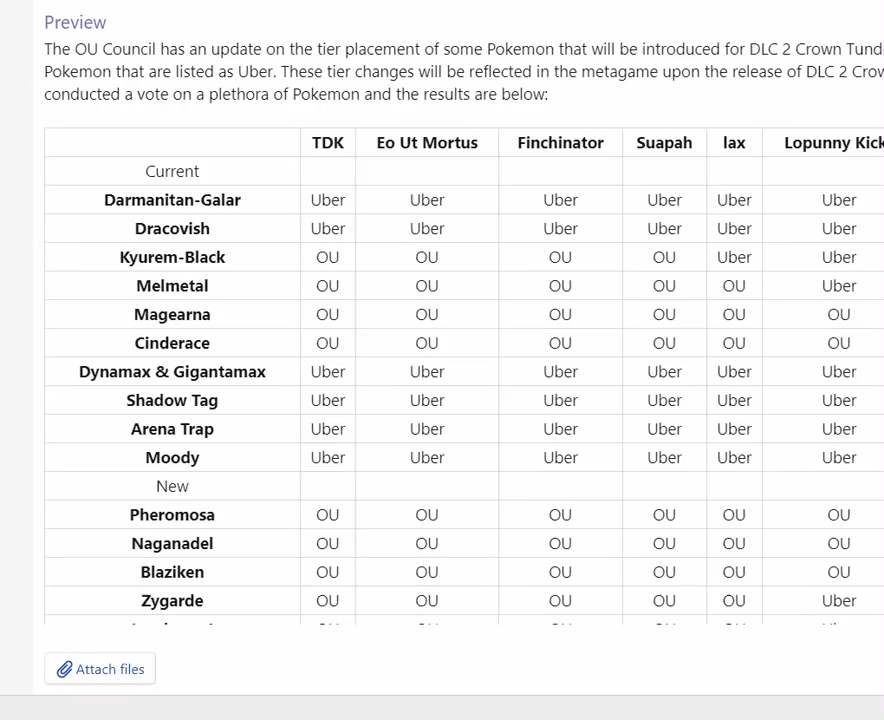 Preview
The OU Council has an update on the tier placement of some Pokemon that will be introduced for DLC 2 Crown
Pokemon that are listed as Uber. These tier changes will be reflected in the metagame upon the release of DLC 2
conducted a vote on a plethora of Pokemon and the results are below:
TDK Eo Ut Mortus Finchinator Suapah lax Lopunny
Current
Darmanitan-Galar Uber Uber Uber Uber Uber Uber
Dracovish Uber Uber Uber Uber Uber Uber
Kyurem-Black OU OU OU OU Uber Uber
Melmetal OU OU OU OU OU Uber
Magearna OU OU OU OU OU OU
Cinderace OU OU OU OU OU OU
Dynamax & Gigantamax Uber Uber Uber Uber Uber Uber
Shadow Tag Uber Uber Uber Uber Uber Uber
Arena Trap Uber Uber Uber Uber Uber Uber
Moody Uber Uber Uber Uber Uber Uber
New
Pheromosa OU OU OU OU OU OU
Naganadel OU OU OU OU OU OU
Blaziken OU OU OU OU OU OU
Zygarde OU OU OU OU OU Uber
Attach files